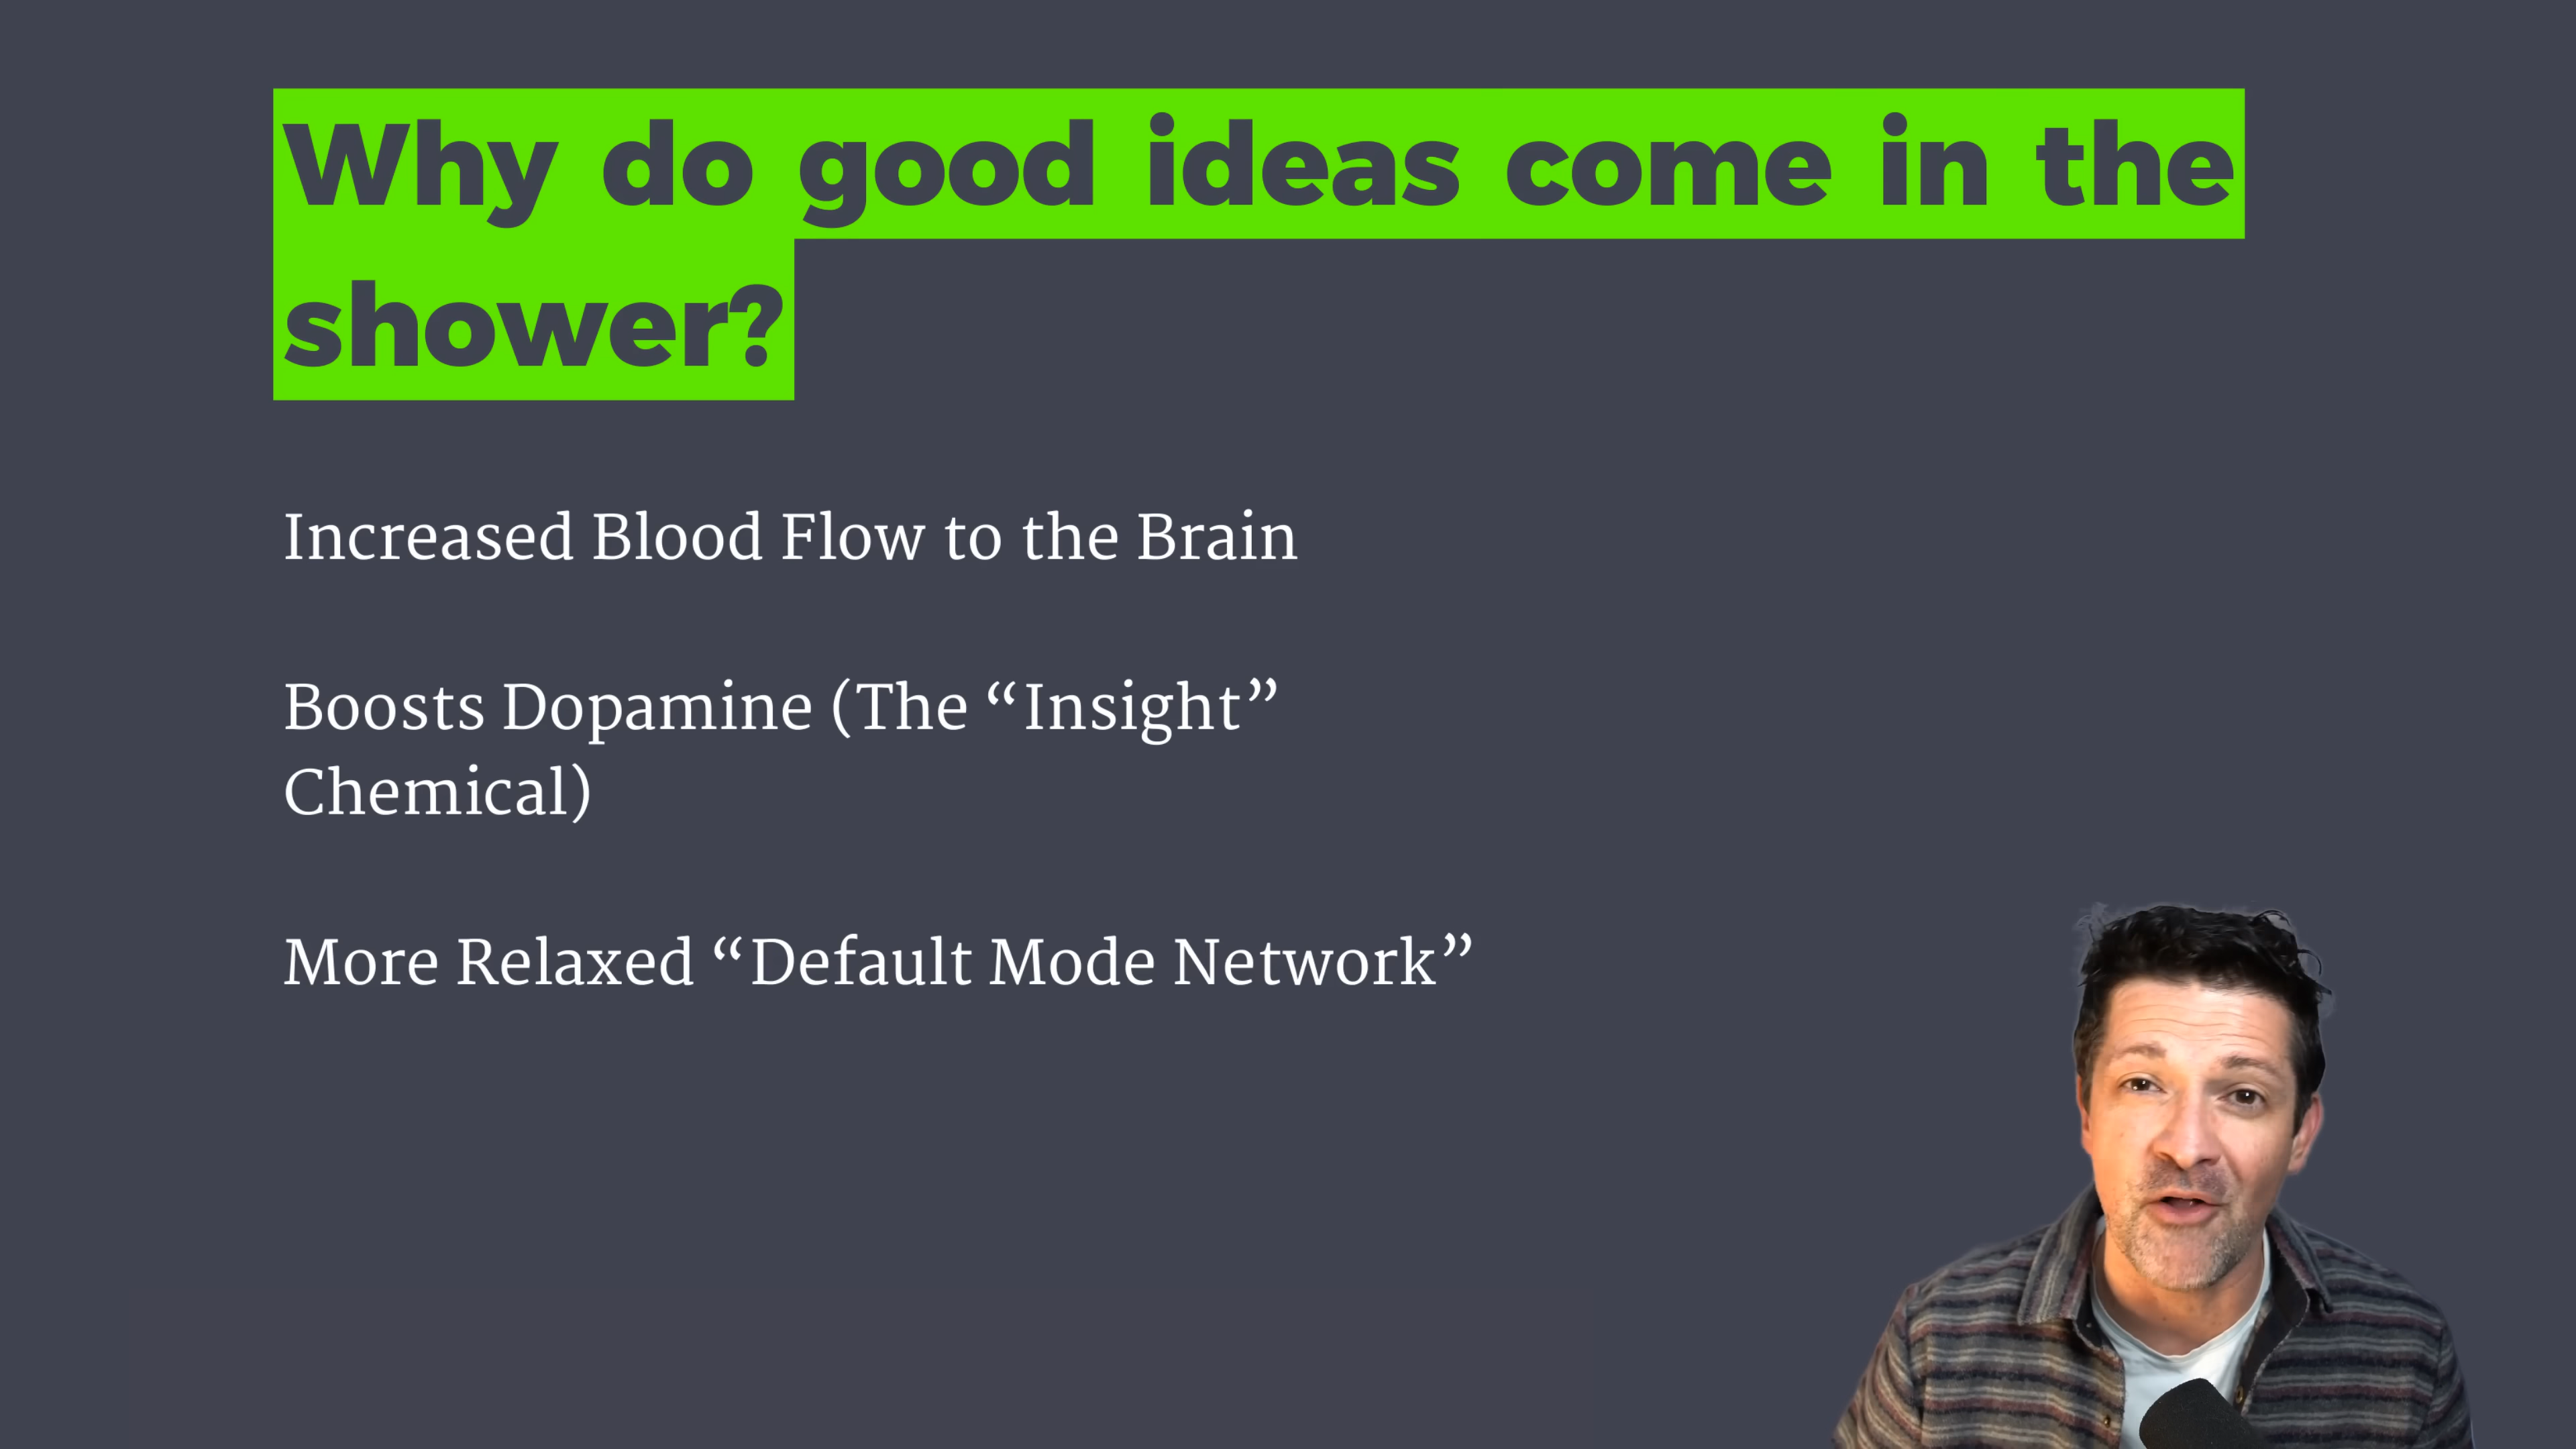 Why do good ideas come in the
shower?
Increased Blood Flow to the Brain
Boosts Dopamine (The “Insight”
Chemical)
More Relaxed “Default Mode Network”